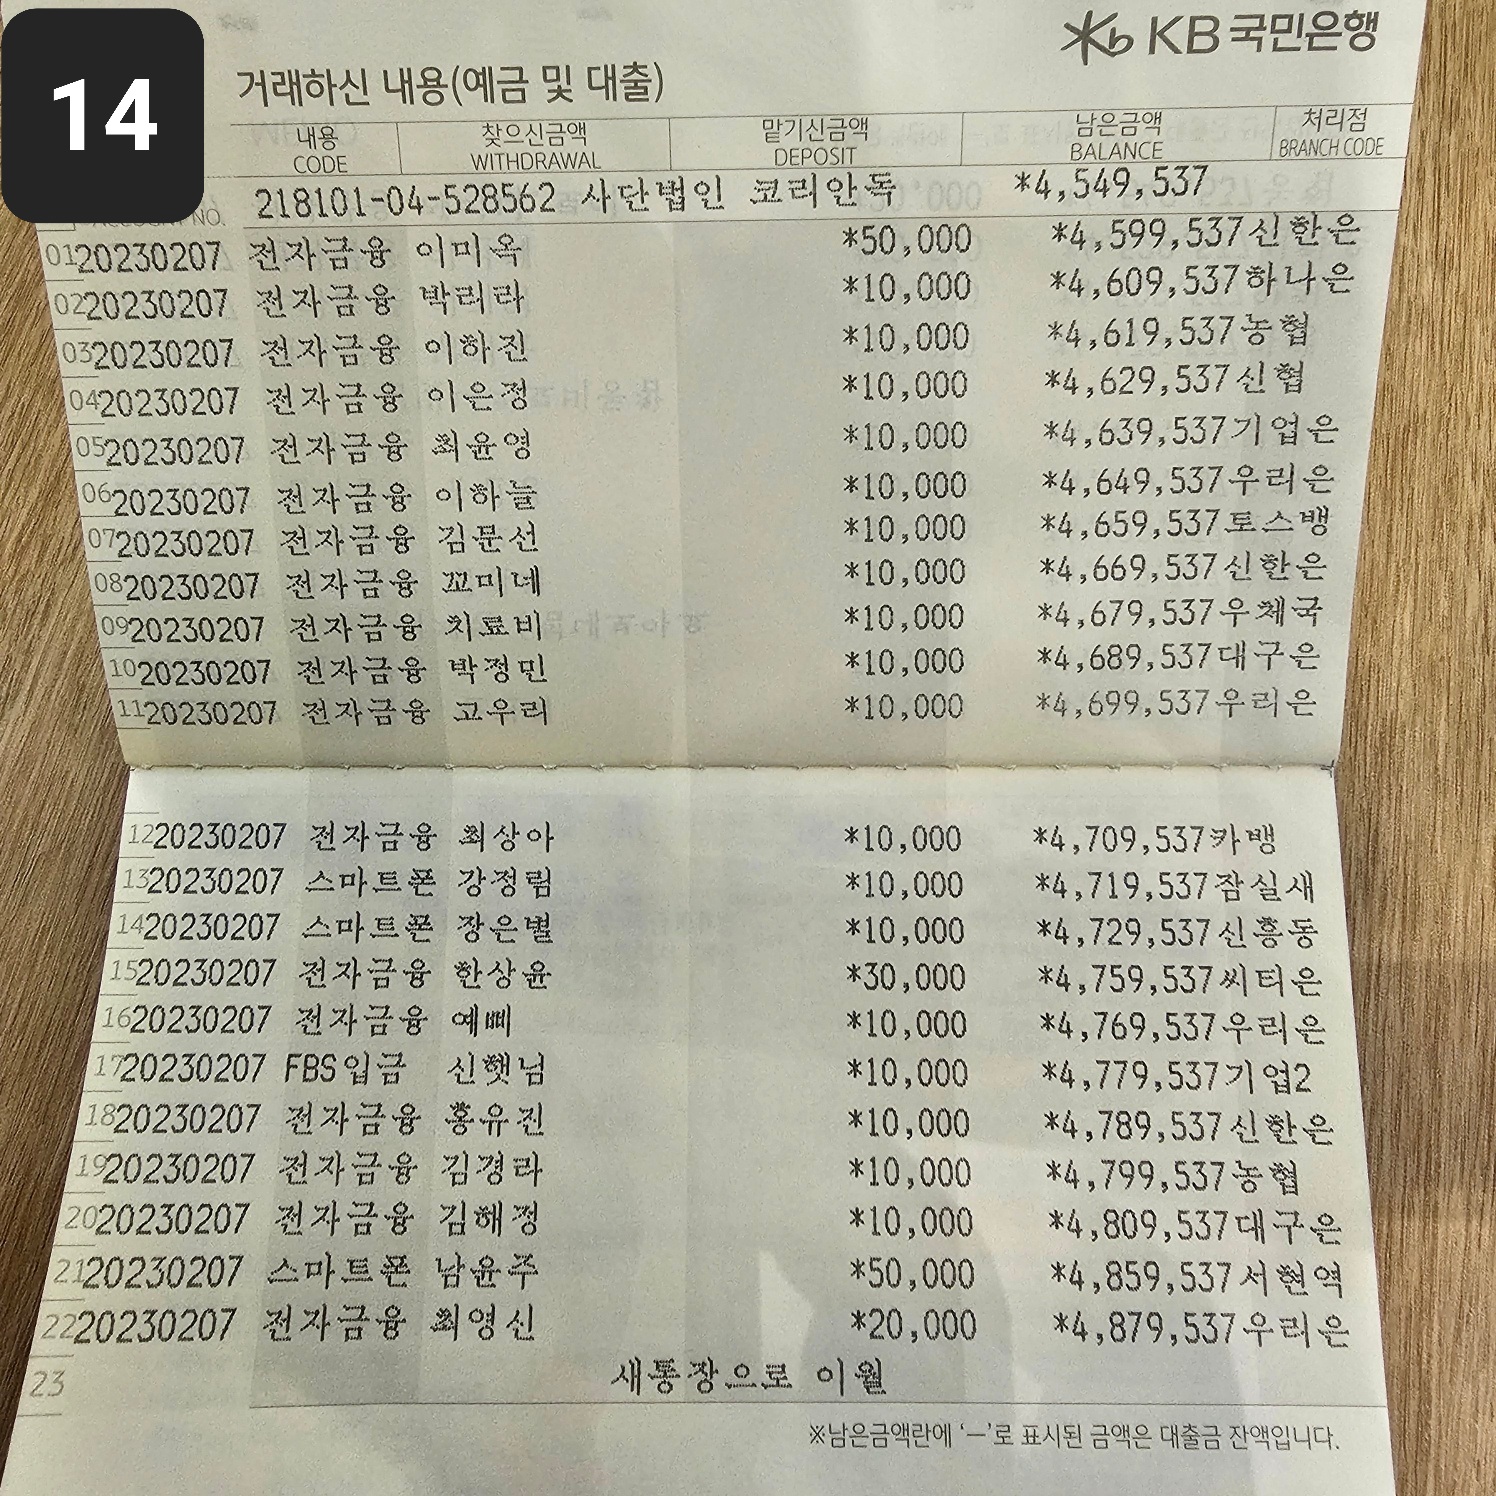 14
KB 국민은행
거래하신 내용(예금 및 대출)
내용 찾으신금액 맡기신금액 남은금액 처리점
CODE WITHDRAWAL DEPOSIT BALANCE BRANCH CODE
218101-04-528562 사단법인 코리안독 *4,549,537
NO.
01 20230207 전자금융 이미옥 *50,000 *4,599,537 신한은
02 20230207 전자금융 박리라 *10,000 *4,609,537 하나은
03 20230207 전자금융 이하진 *10,000 *4,619,537 농협
04 20230207 전자금융 이은정 *10,000 *4,629,537 신협
05 20230207 전자금융 최윤영 *10,000 *4,639,537 기업은
06 20230207 전자금융 이하늘 *10,000 *4,649,537 우리은
07 20230207 전자금융 김문선 *10,000 *4,659,537 토스뱅
08 20230207 전자금융 꼬미네 *10,000 *4,669,537 신한은
09 20230207 전자금융 치료비 *10,000 *4,679,537 우체국
10 20230207 전자금융 박정민 *10,000 *4,689,537 대구은
11 20230207 전자금융 고우리 *10,000 *4,699,537 우리은
12 20230207 전자금융 최상아 *10,000 *4,709,537 카뱅
13 20230207 스마트폰 강정림 *10,000 *4,719,537 잠실새
14 20230207 스마트폰 장은별 *10,000 *4,729,537 신흥동
15 20230207 전자금융 한상윤 *30,000 *4,759,537 씨티은
16 20230207 전자금융 예삐 *10,000 *4,769,537 우리은
17 20230207 FBS입금 신햇님 *10,000 *4,779,537 기업2
18 20230207 전자금융 홍유진 *10,000 *4,789,537 신한은
19 20230207 전자금융 김경라 *10,000 *4,799,537 농협
20 20230207 전자금융 김해정 *10,000 *4,809,537 대구은
21 20230207 스마트폰 남윤주 *50,000 *4,859,537 서현역
22 20230207 전자금융 최영신 *20,000 *4,879,537 우리은
23 새통장으로 이월
※남은금액란에 ‘—’로 표시된 금액은 대출금 잔액입니다.